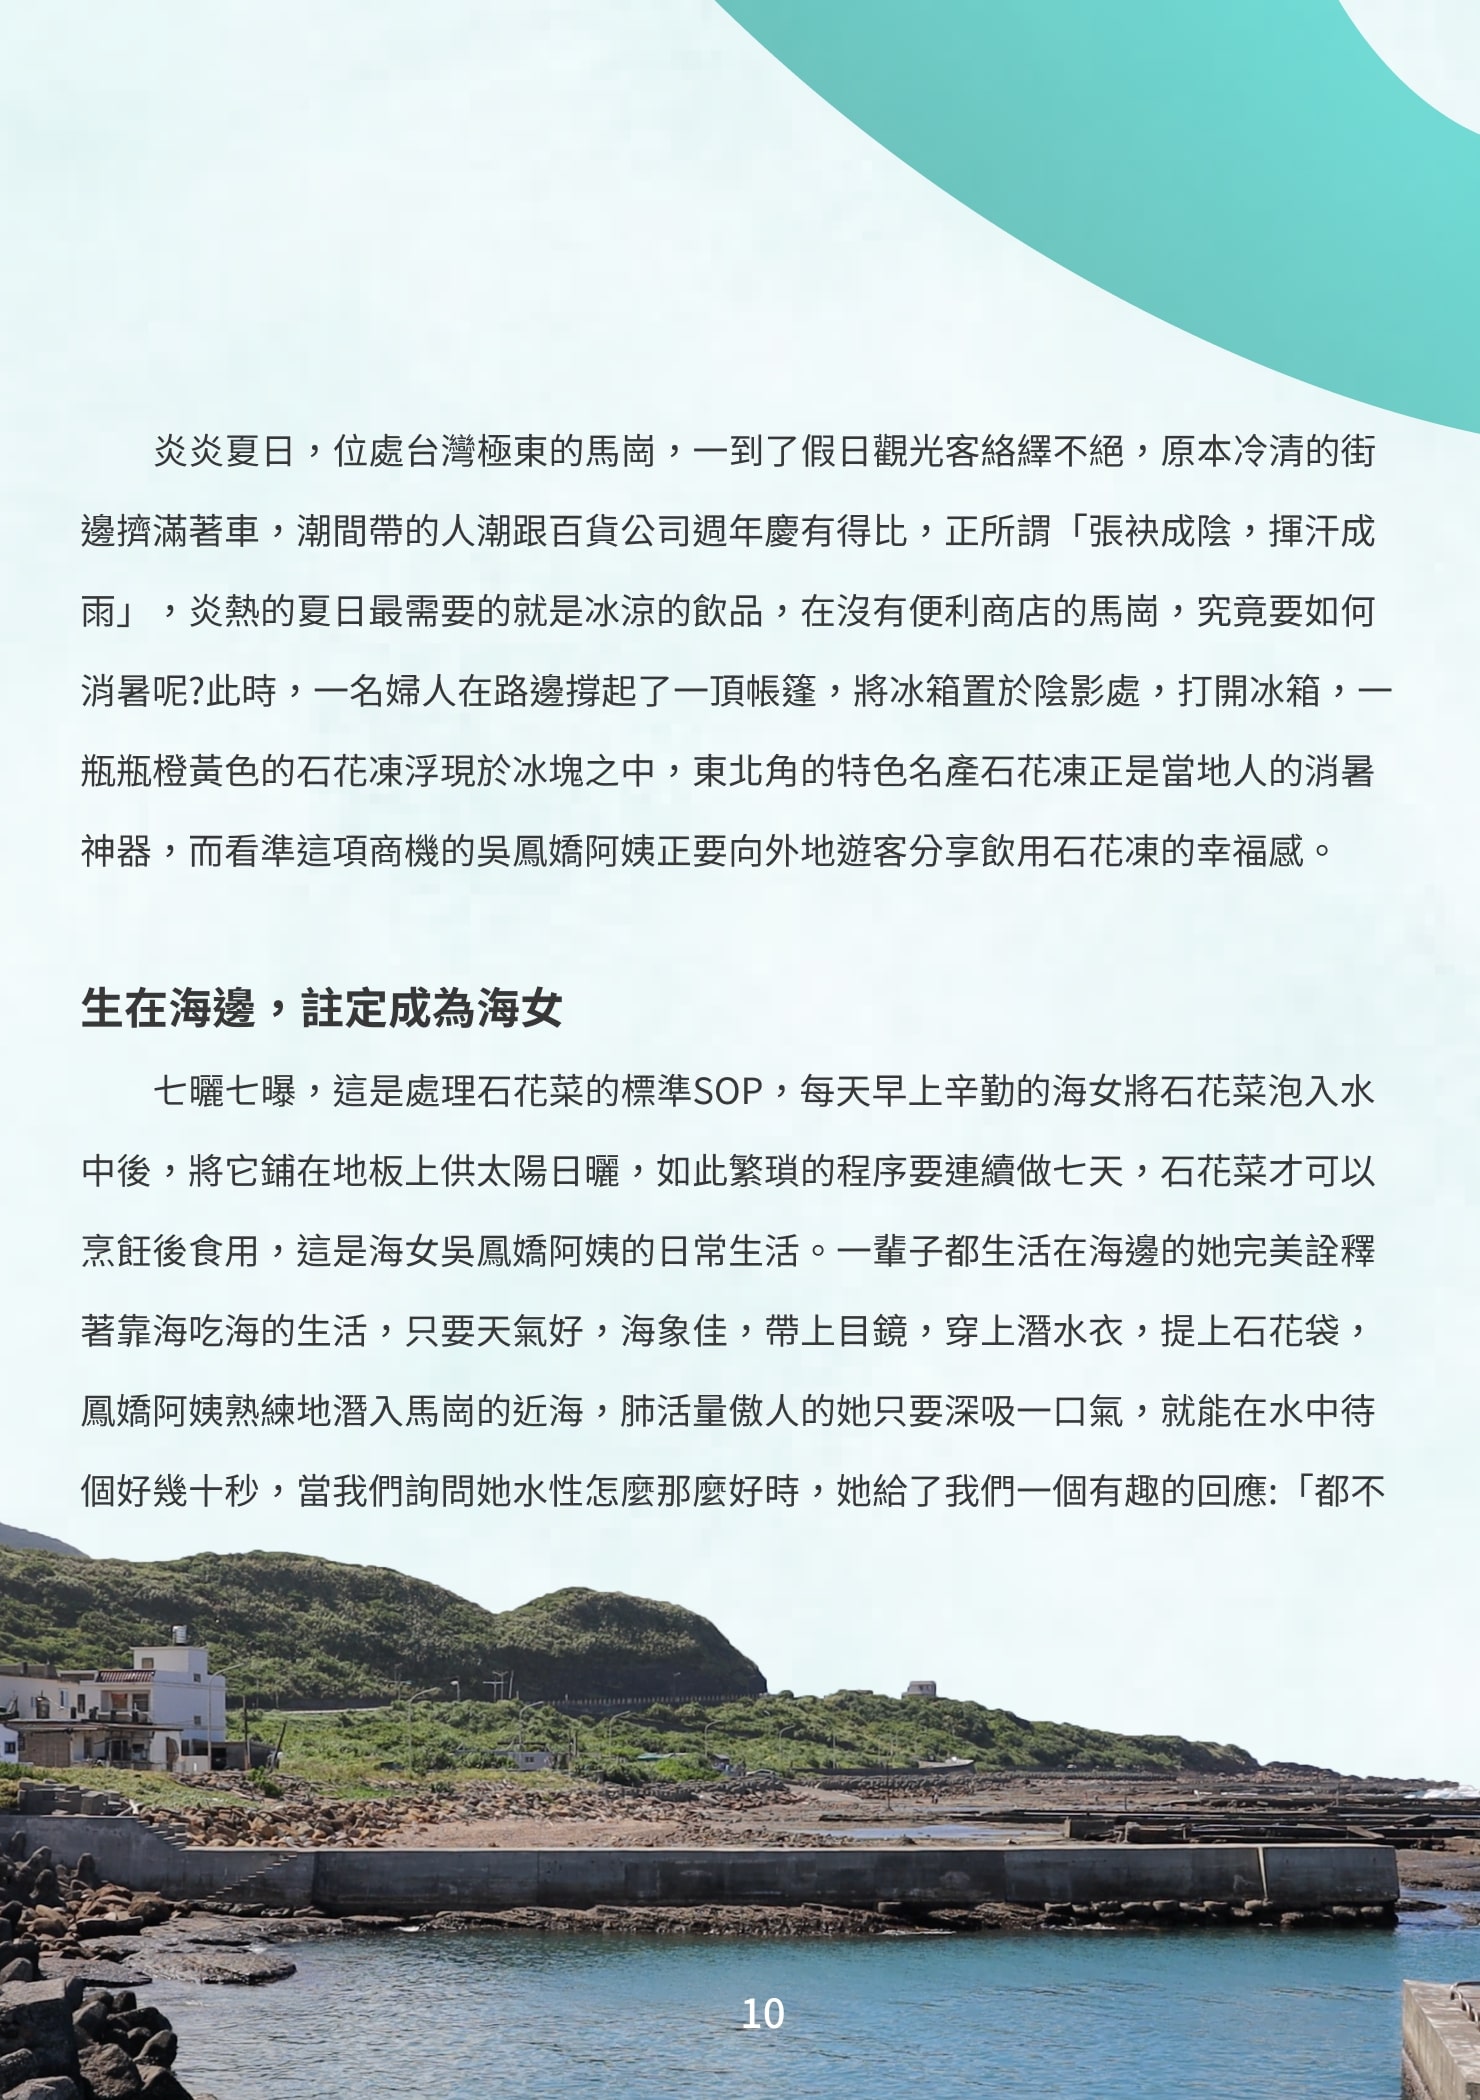 炎炎夏日，位處台灣極東的馬崗，一到了假日觀光客絡繹不絕，原本冷清的街
邊擠滿著車，潮間帶的人潮跟百貨公司週年慶有得比，正所謂「張袂成陰，揮汗成
雨」，炎熱的夏日最需要的就是冰涼的飲品，在沒有便利商店的馬崗，究竟要如何
消暑呢?此時，一名婦人在路邊撐起了一頂帳篷，將冰箱置於陰影處，打開冰箱，一
瓶瓶橙黃色的石花凍浮現於冰塊之中，東北角的特色名產石花凍正是當地人的消暑
神器，而看準這項商機的吳鳳嬌阿姨正要向外地遊客分享飲用石花凍的幸福感。
生在海邊，註定成為海女
七曬七曝，這是處理石花菜的標準SOP，每天早上辛勤的海女將石花菜泡入水
中後，將它鋪在地板上供太陽日曬，如此繁瑣的程序要連續做七天，石花菜才可以
烹飪後食用，這是海女吳鳳嬌阿姨的日常生活。一輩子都生活在海邊的她完美詮釋
著靠海吃海的生活，只要天氣好，海象佳，帶上目鏡，穿上潛水衣，提上石花袋，
鳳嬌阿姨熟練地潛入馬崗的近海，肺活量傲人的她只要深吸一口氣，就能在水中待
個好幾十秒，當我們詢問她水性怎麼那麼好時，她給了我們一個有趣的回應:「都不
10